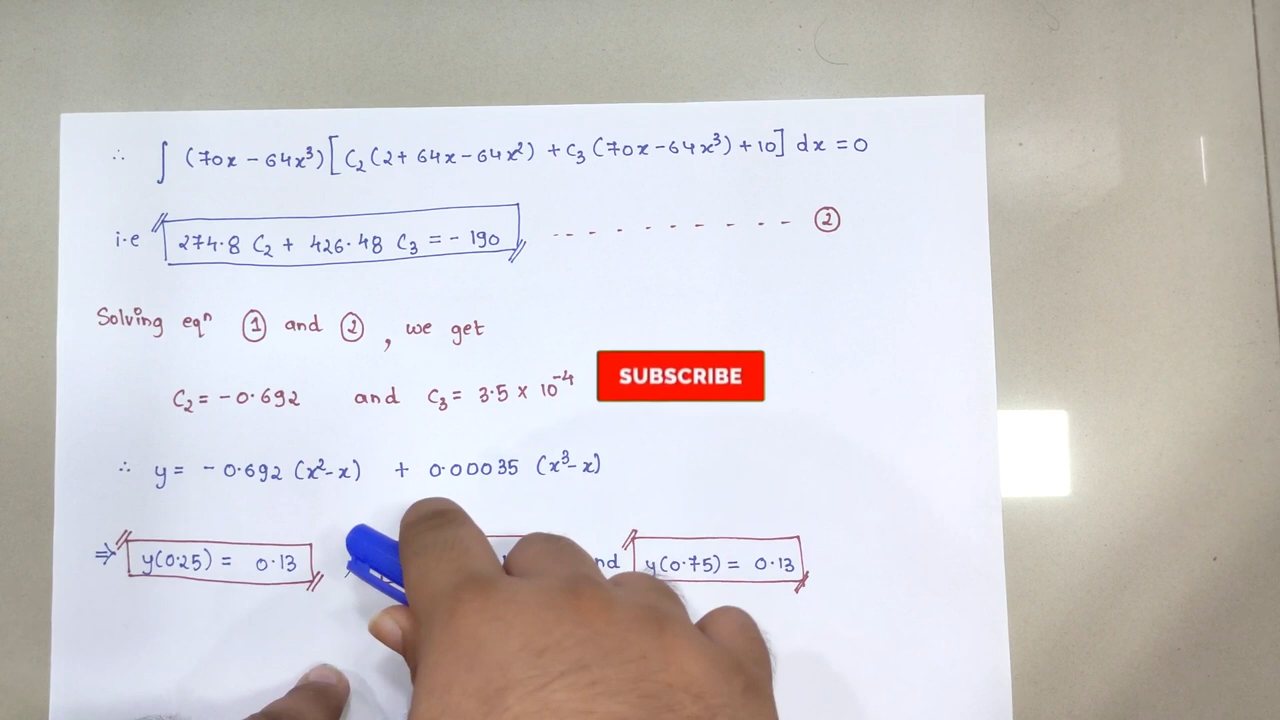 ∴ ∫ (70x - 64x³) [C₂ (2 + 64x - 64x²) + C₃ (70x - 64x³) + 10] dx = 0
i.e 274.8 C₂ + 426.48 C₃ = - 190 - - - - - - - - - ②
Solving eqⁿ ① and ② , we get
C₂ = - 0.692 and C₃ = 3.5 × 10⁻⁴
SUBSCRIBE
∴ y = - 0.692 (x² - x) + 0.00035 (x³ - x)
⇒ y(0.25) = 0.13 y(0.75) = 0.13